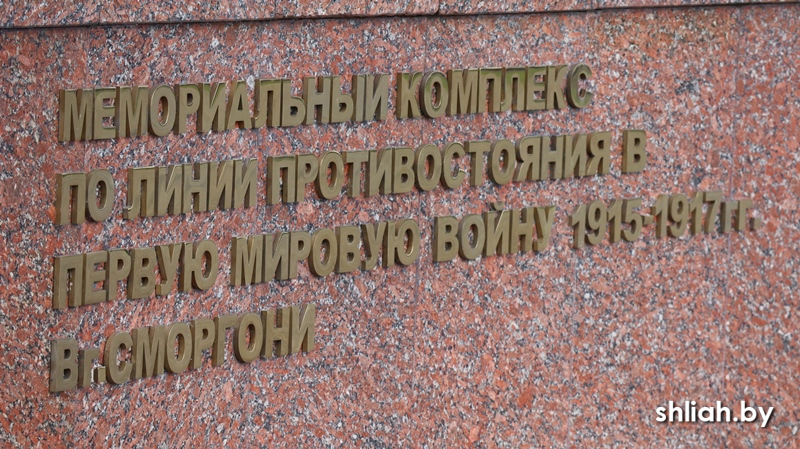 МЕМОРИАЛЬНЫЙ КОМПЛЕКС
ПО ЛИНИИ ПРОТИВОСТОЯНИЯ В
ПЕРВУЮ МИРОВУЮ ВОЙНУ 1915-1917гг.
В г.СМОРГОНИ
shliah.by